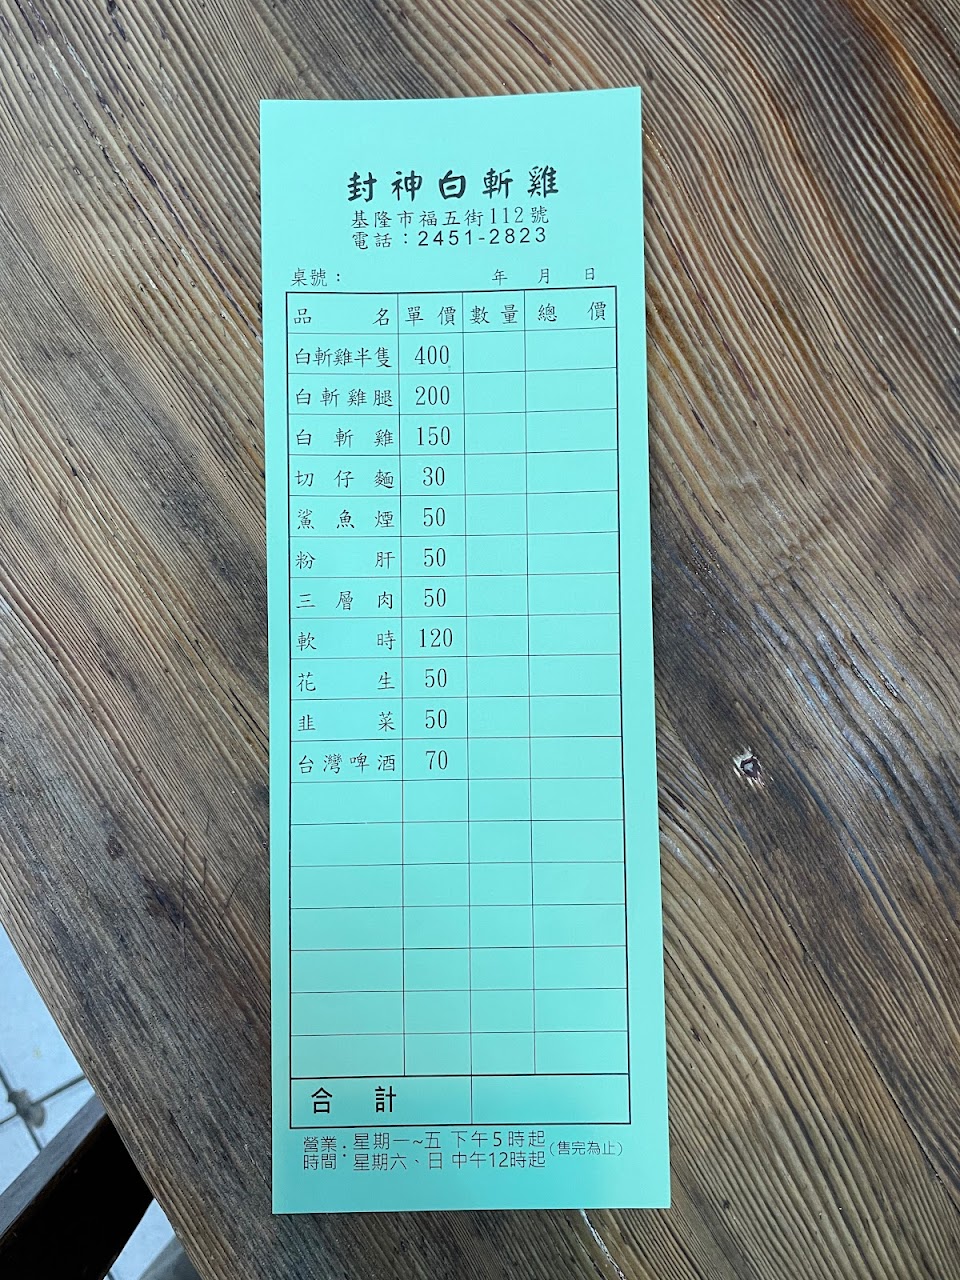 封神白斬雞
基隆市福五街112號
電話：2451-2823
桌號： 年 月 日
品名 單價 數量 總價
白斬雞半隻 400
白斬雞腿 200
白斬雞 150
切仔麵 30
鯊魚煙 50
粉肝 50
三層肉 50
軟時 120
花生 50
韭菜 50
台灣啤酒 70
合計
營業時間：星期一~五 下午5時起
星期六、日 中午12時起
（售完為止）